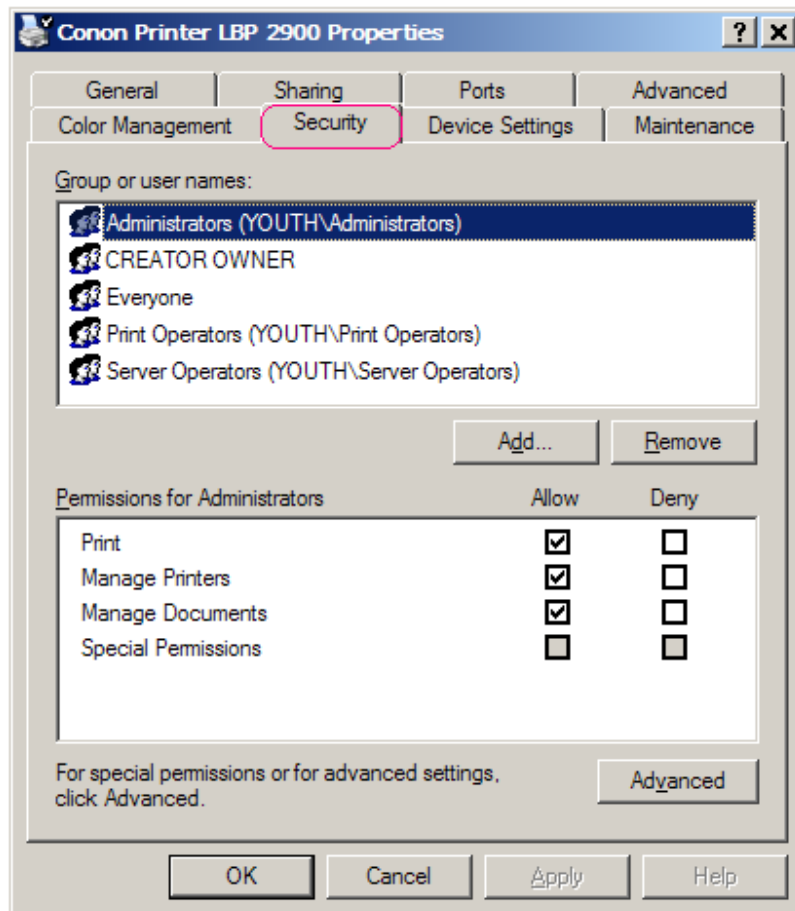 Conon Printer LBP 2900 Properties
General Sharing Ports Advanced
Color Management Security Device Settings Maintenance
Group or user names:
Administrators (YOUTH\Administrators)
CREATOR OWNER
Everyone
Print Operators (YOUTH\Print Operators)
Server Operators (YOUTH\Server Operators)
Add... Remove
Permissions for Administrators Allow Deny
Print
Manage Printers
Manage Documents
Special Permissions
For special permissions or for advanced settings,
click Advanced.
Advanced
OK Cancel Apply Help